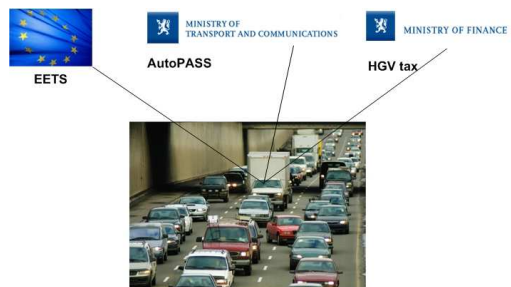 MINISTRY OF
TRANSPORT AND COMMUNICATIONS
MINISTRY OF FINANCE
AutoPASS
HGV tax
EETS